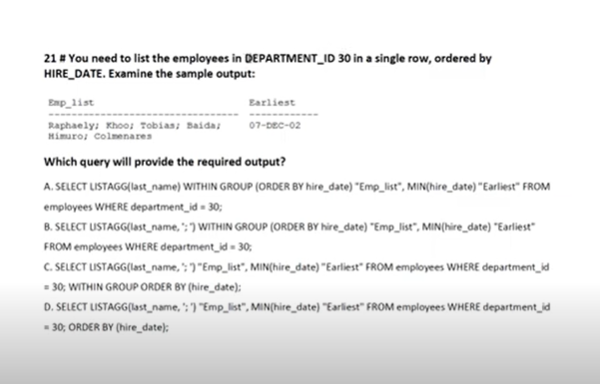 21 # You need to list the employees in DEPARTMENT_ID 30 in a single row, ordered by
HIRE_DATE. Examine the sample output:
Emp_list Earliest
Raphaely; Khoo; Tobias; Baida; 07-DEC-02
Himuro; Colmenares
Which query will provide the required output?
A. SELECT LISTAGG(last_name) WITHIN GROUP (ORDER BY hire_date) "Emp_list", MIN(hire_date) "Earliest" FROM
employees WHERE department_id = 30;
B. SELECT LISTAGG(last_name, '; ') WITHIN GROUP (ORDER BY hire_date) "Emp_list", MIN(hire_date) "Earliest"
FROM employees WHERE department_id = 30;
C. SELECT LISTAGG(last_name, '; ') "Emp_list", MIN(hire_date) "Earliest" FROM employees WHERE department_id
= 30; WITHIN GROUP ORDER BY (hire_date);
D. SELECT LISTAGG(last_name, '; ') "Emp_list", MIN(hire_date) "Earliest" FROM employees WHERE department_id
= 30; ORDER BY (hire_date);